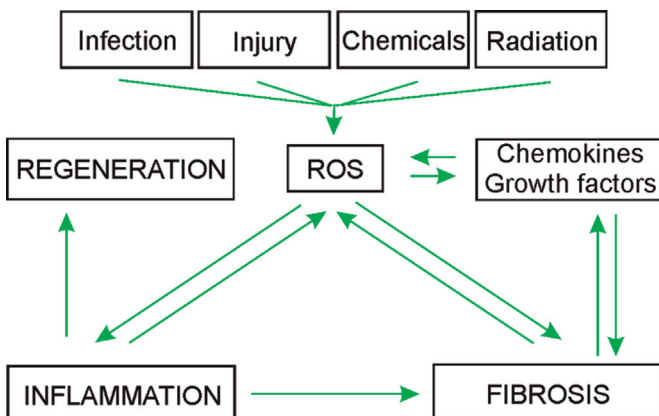 Infection
Injury
Chemicals
Radiation
REGENERATION
ROS
Chemokines
Growth factors
INFLAMMATION
FIBROSIS